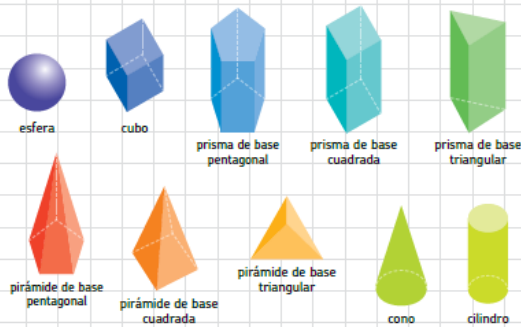 esfera
cubo
prisma de base
pentagonal
prisma de base
cuadrada
prisma de base
triangular
pirámide de base
pentagonal
pirámide de base
cuadrada
pirámide de base
triangular
cono
cilindro